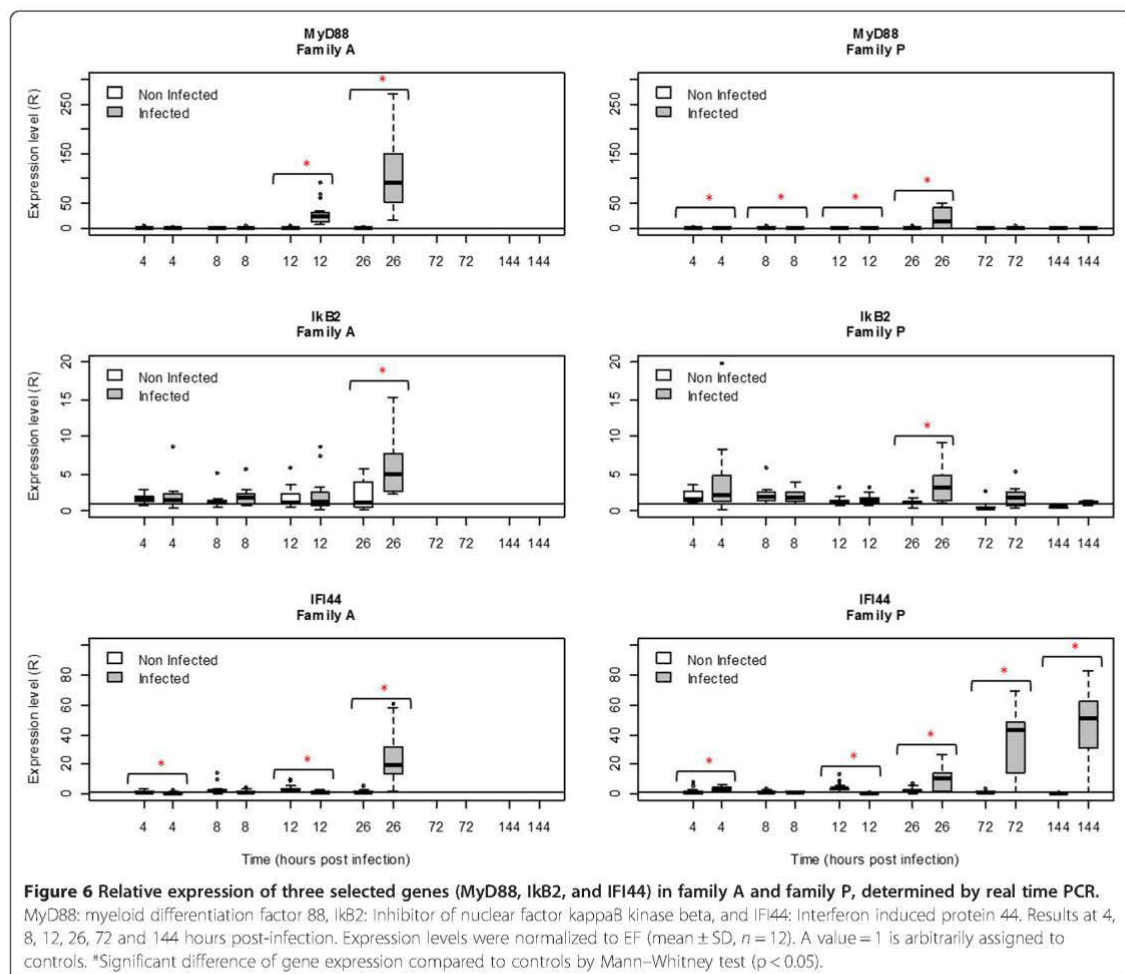 MyD88
Family A
Expression level (R)
250
150
50
0
Non Infected
Infected
*
*
4 4 8 8 12 12 26 26 72 72 144 144
MyD88
Family P
250
150
50
0
Non Infected
Infected
*
*
*
*
4 4 8 8 12 12 26 26 72 72 144 144
IkB2
Family A
Expression level (R)
20
15
10
5
0
Non Infected
Infected
*
4 4 8 8 12 12 26 26 72 72 144 144
IkB2
Family P
20
15
10
5
0
Non Infected
Infected
*
4 4 8 8 12 12 26 26 72 72 144 144
IFI44
Family A
Expression level (R)
80
60
40
20
0
Non Infected
Infected
*
*
*
4 4 8 8 12 12 26 26 72 72 144 144
Time (hours post infection)
IFI44
Family P
80
60
40
20
0
Non Infected
Infected
*
*
*
*
*
4 4 8 8 12 12 26 26 72 72 144 144
Time (hours post infection)
Figure 6 Relative expression of three selected genes (MyD88, IkB2, and IFI44) in family A and family P, determined by real time PCR.
MyD88: myeloid differentiation factor 88, IkB2: Inhibitor of nuclear factor kappaB kinase beta, and IFI44: Interferon induced protein 44. Results at 4,
8, 12, 26, 72 and 144 hours post-infection. Expression levels were normalized to EF (mean ± SD, n = 12). A value = 1 is arbitrarily assigned to
controls. *Significant difference of gene expression compared to controls by Mann–Whitney test (p < 0.05).